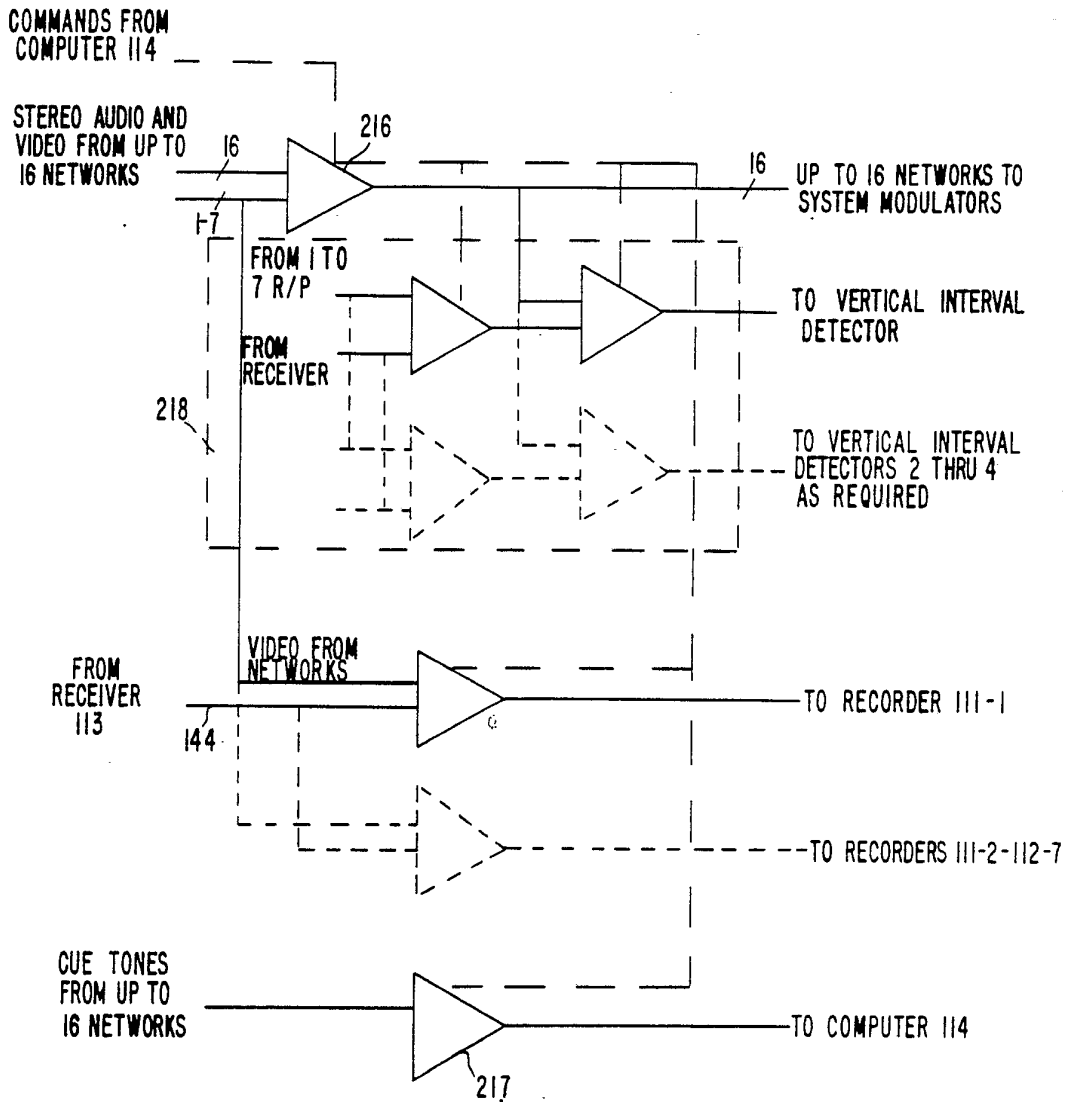 COMMANDS FROM
COMPUTER 114
STEREO AUDIO AND
VIDEO FROM UP TO
16 NETWORKS
16
1-7
216
16
UP TO 16 NETWORKS TO
SYSTEM MODULATORS
FROM 1 TO
7 R/P
FROM
RECEIVER
TO VERTICAL INTERVAL
DETECTOR
218
TO VERTICAL INTERVAL
DETECTORS 2 THRU 4
AS REQUIRED
VIDEO FROM
NETWORKS
FROM
RECEIVER
113
144
TO RECORDER 111-1
TO RECORDERS 111-2-112-7
CUE TONES
FROM UP TO
16 NETWORKS
TO COMPUTER 114
217